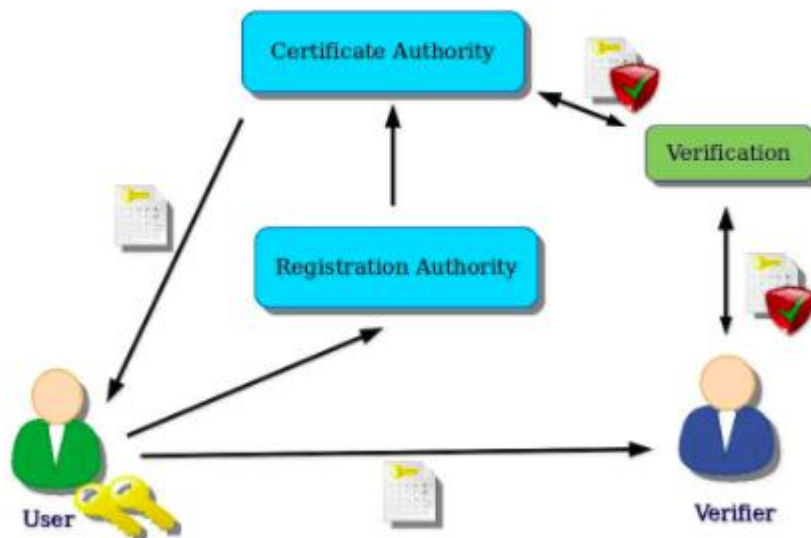 Certificate Authority
Verification
Registration Authority
User
Verifier